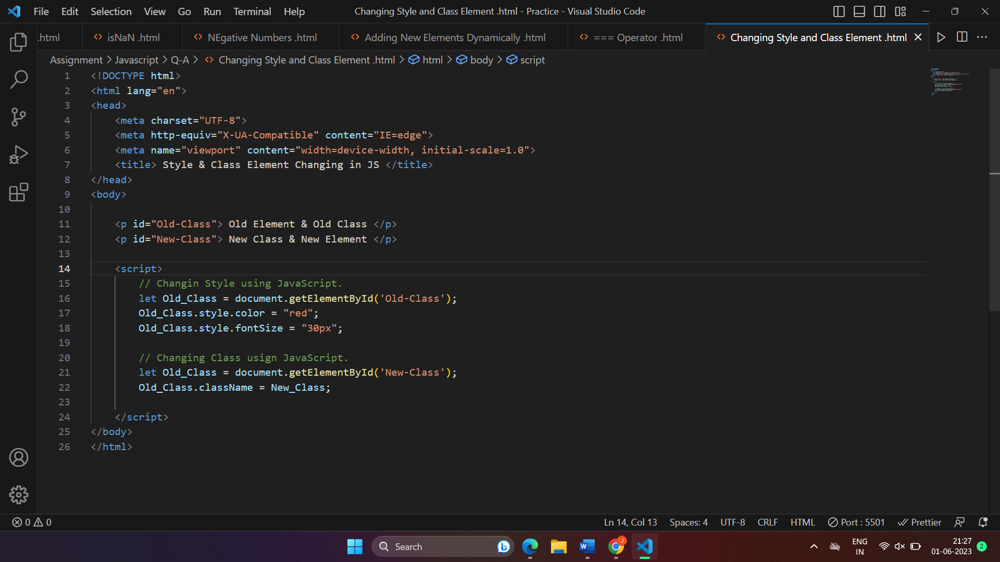 File Edit Selection View Go Run Terminal Help
Changing Style and Class Element .html - Practice - Visual Studio Code
.html
isNaN .html
NEgative Numbers .html
Adding New Elements Dynamically .html
=== Operator .html
Changing Style and Class Element .html
Assignment > Javascript > Q-A > Changing Style and Class Element .html > html > body > script
1 <!DOCTYPE html>
2 <html lang="en">
3 <head>
4     <meta charset="UTF-8">
5     <meta http-equiv="X-UA-Compatible" content="IE=edge">
6     <meta name="viewport" content="width=device-width, initial-scale=1.0">
7     <title> Style & Class Element Changing in JS </title>
8 </head>
9 <body>
10
11     <p id="Old-Class"> Old Element & Old Class </p>
12     <p id="New-Class"> New Class & New Element </p>
13
14     <script>
15         // Changin Style using JavaScript.
16         let Old_Class = document.getElementById('Old-Class');
17         Old_Class.style.color = "red";
18         Old_Class.style.fontSize = "30px";
19
20         // Changing Class usign JavaScript.
21         let Old_Class = document.getElementById('New-Class');
22         Old_Class.className = New_Class;
23
24     </script>
25 </body>
26 </html>
0 0
Ln 14, Col 13 Spaces: 4 UTF-8 CRLF HTML Port : 5501 Prettier
Search
W
J
ENG
IN
21:27
01-06-2023
2